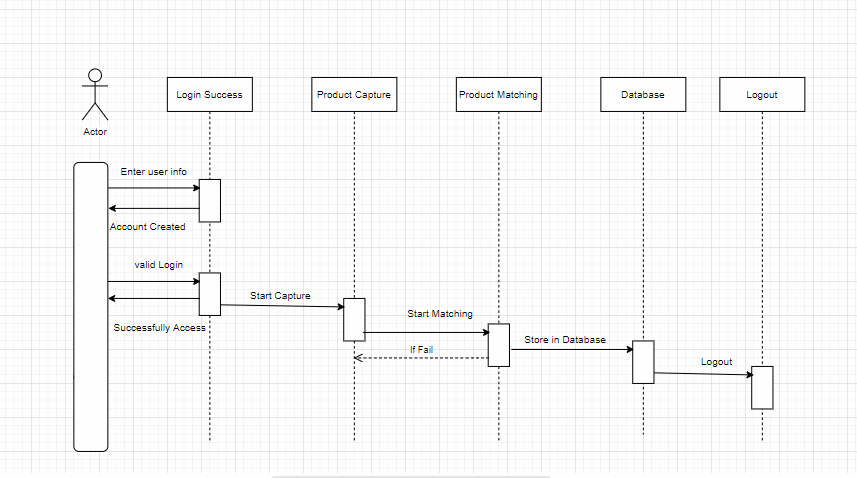 Login Success
Product Capture
Product Matching
Database
Logout
Actor
Enter user info
Account Created
valid Login
Start Capture
Successfully Access
Start Matching
If Fail
Store in Database
Logout